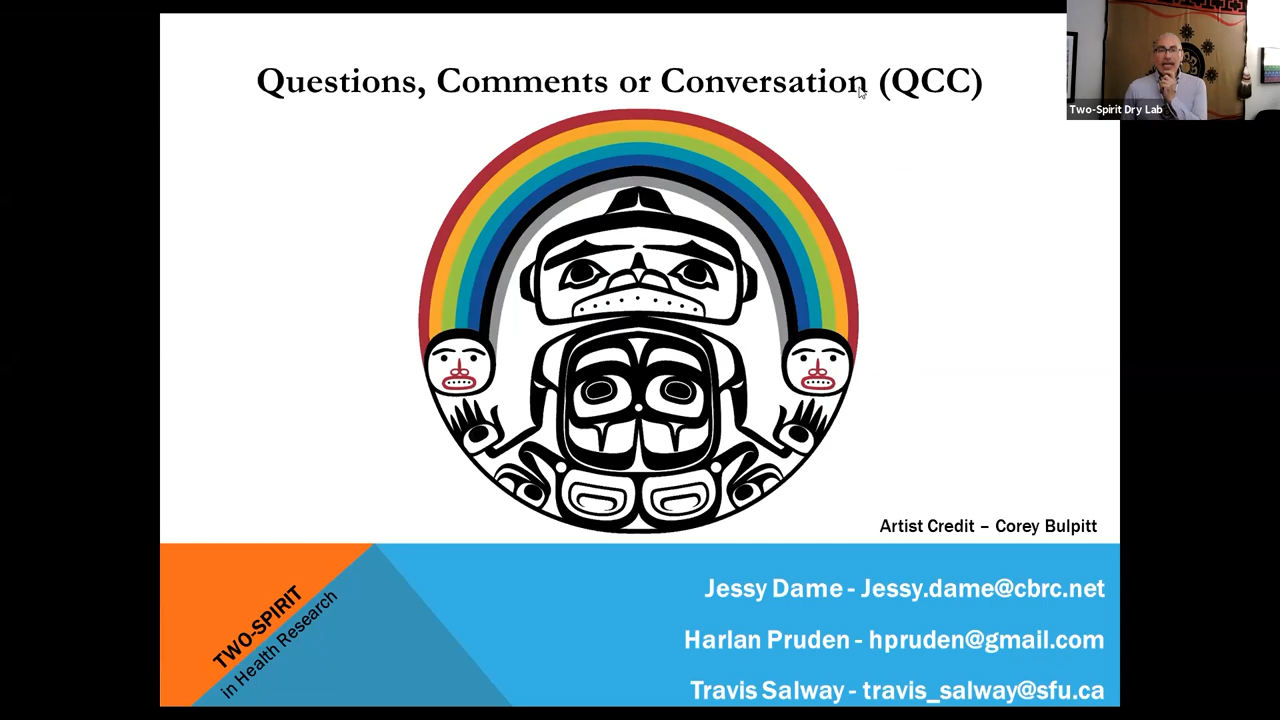 Questions, Comments or Conversation (QCC)
Two-Spirit Dry Lab
Artist Credit – Corey Bulpitt
TWO-SPIRIT
in Health Research
Jessy Dame - Jessy.dame@cbrc.net
Harlan Pruden - hpruden@gmail.com
Travis Salway - travis_salway@sfu.ca